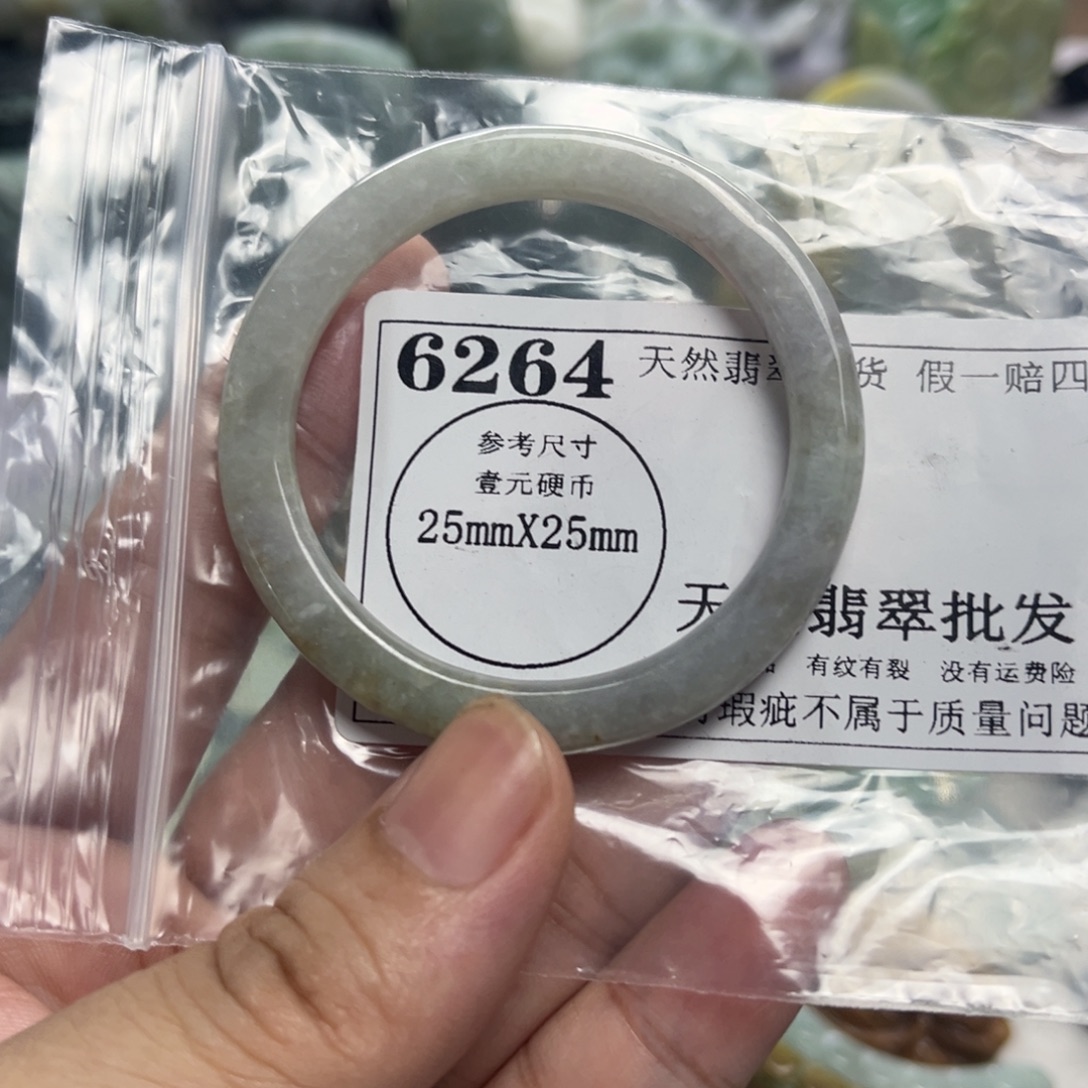 6264 天然翡 货 假一赔四
参考尺寸
壹元硬币
25mmX25mm
天 翡翠批发
有纹有裂 没有运费险
瑕疵不属于质量问题